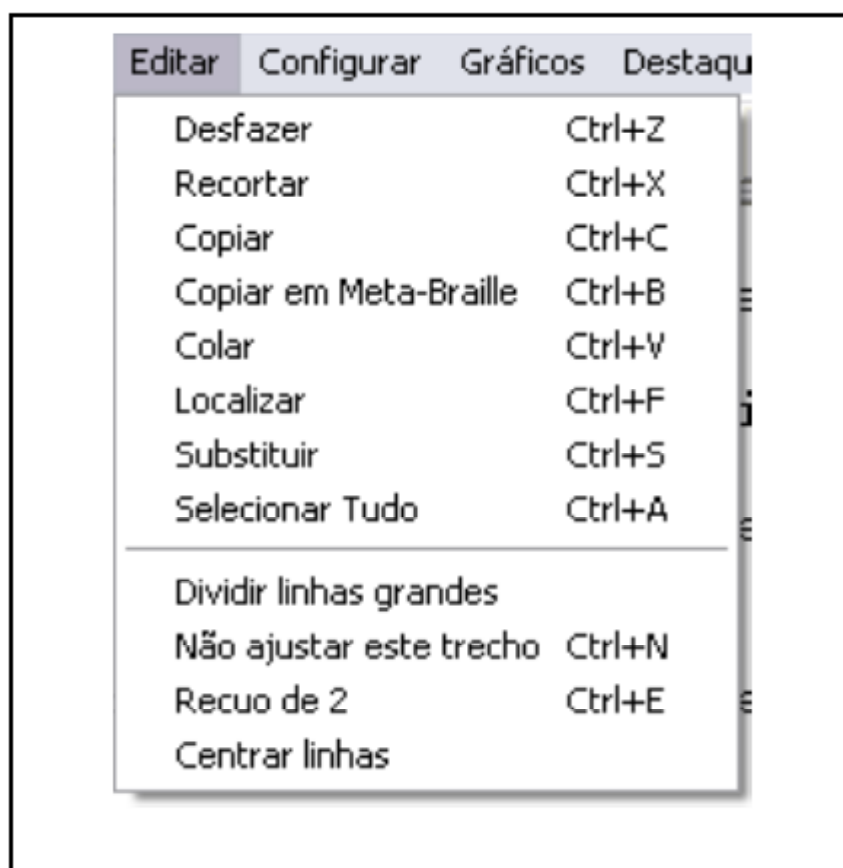 Editar Configurar Gráficos Destaqu
Desfazer Ctrl+Z
Recortar Ctrl+X
Copiar Ctrl+C
Copiar em Meta-Braille Ctrl+B
Colar Ctrl+V
Localizar Ctrl+F
Substituir Ctrl+S
Selecionar Tudo Ctrl+A
Dividir linhas grandes
Não ajustar este trecho Ctrl+N
Recuo de 2 Ctrl+E
Centrar linhas